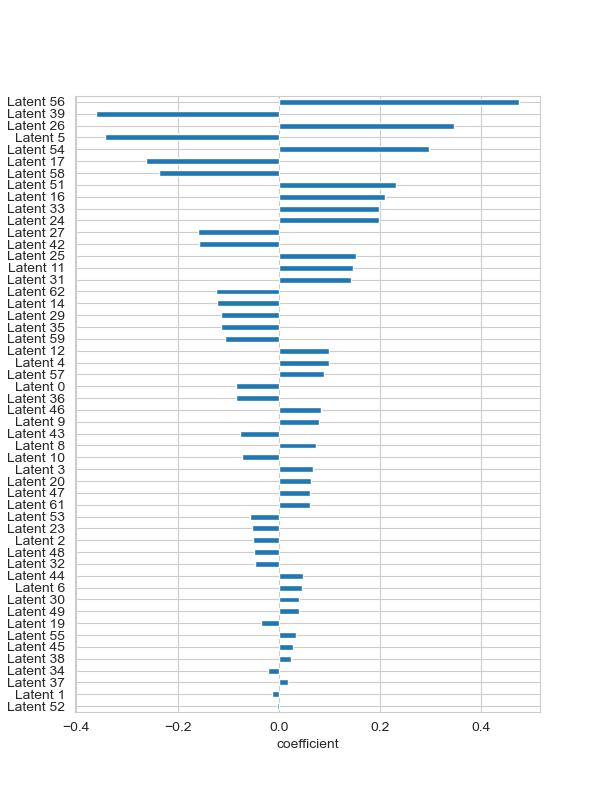 Latent 56
Latent 39
Latent 26
Latent 5
Latent 54
Latent 17
Latent 58
Latent 51
Latent 16
Latent 33
Latent 24
Latent 27
Latent 42
Latent 25
Latent 11
Latent 31
Latent 62
Latent 14
Latent 29
Latent 35
Latent 59
Latent 12
Latent 4
Latent 57
Latent 0
Latent 36
Latent 46
Latent 9
Latent 43
Latent 8
Latent 10
Latent 3
Latent 20
Latent 47
Latent 61
Latent 53
Latent 23
Latent 2
Latent 48
Latent 32
Latent 44
Latent 6
Latent 30
Latent 49
Latent 19
Latent 55
Latent 45
Latent 38
Latent 34
Latent 37
Latent 1
Latent 52
−0.4 −0.2 0.0 0.2 0.4
coefficient